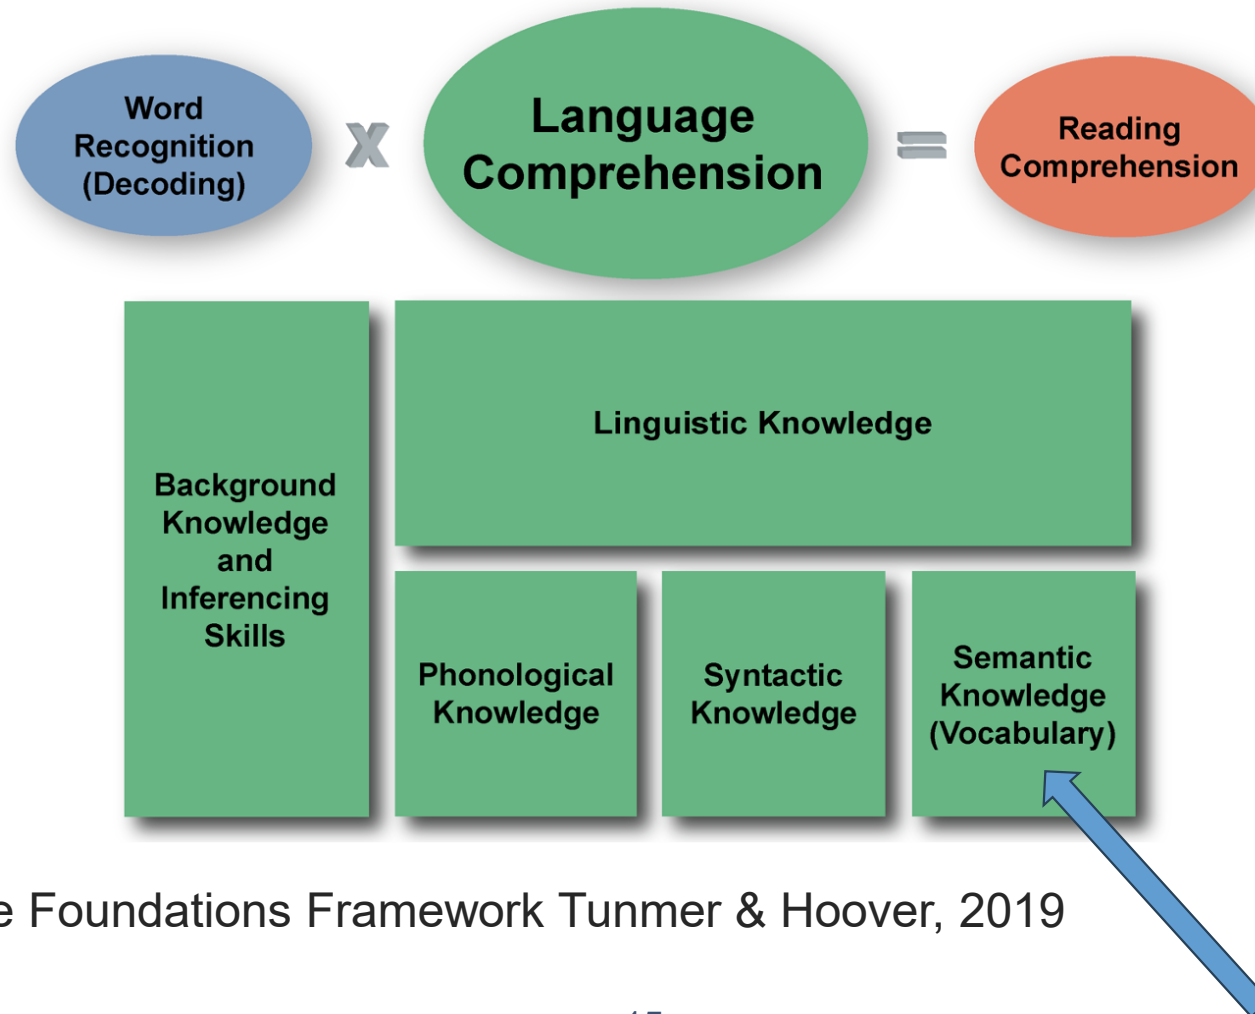 Word
Recognition
(Decoding)
x
Language
Comprehension
=
Reading
Comprehension
Background
Knowledge
and
Inferencing
Skills
Linguistic Knowledge
Phonological
Knowledge
Syntactic
Knowledge
Semantic
Knowledge
(Vocabulary)
Foundations Framework Tunmer & Hoover, 2019